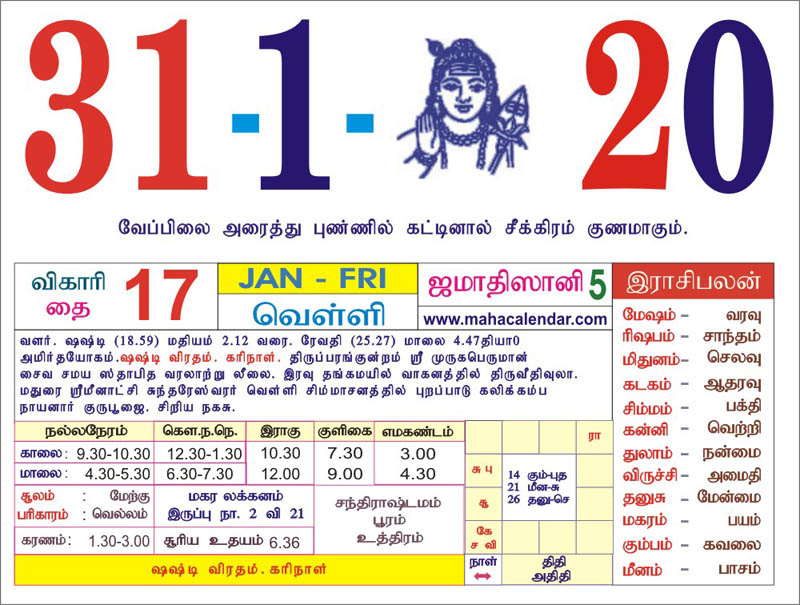 31-1- 20
வேப்பிலை அரைத்து புண்ணில் கட்டினால் சீக்கிரம் குணமாகும்.
விகாரி
தை
17
JAN - FRI
வெள்ளி
ஜமாதிஸானி 5
www.mahacalendar.com
வளர். ஷஷ்டி (18.59) மதியம் 2.12 வரை. ரேவதி (25.27) மாலை 4.47தியா0
அமிர்தயோகம்.ஷஷ்டி விரதம். கரிநாள். திருப்பரங்குன்றம் ஸ்ரீ முருகபெருமான்
சைவ சமய ஸ்தாபித வரலாற்று லீலை. இரவு தங்கமயில் வாகனத்தில் திருவீதிவுலா.
மதுரை ஸ்ரீமீனாட்சி சுந்தரேஸ்வரர் வெள்ளி சிம்மாசனத்தில் புறப்பாடு கலிக்கம்ப
நாயனார் குருபூஜை. சிறிய நகசு.
நல்லநேரம் கௌ.ந.நெ. இராகு குளிகை எமகண்டம்
காலை: 9.30-10.30 12.30-1.30 10.30 7.30 3.00
மாலை: 4.30-5.30 6.30-7.30 12.00 9.00 4.30
சூலம் : மேற்கு
பரிகாரம் : வெல்லம்
மகர லக்கனம்
இருப்பு நா. 2 வி 21
கரணம்: 1.30-3.00
சூரிய உதயம் 6.36
சந்திராஷ்டமம்
பூரம்
உத்திரம்
ரா
சு பு
சூ
கே
ச வி
14 கும்-புத
21 மீன-சு
26 தனு-செ
நாள்
திதி
அதிதி
ஷஷ்டி விரதம். கரிநாள்
இராசிபலன்
மேஷம் - வரவு
ரிஷபம் - சாந்தம்
மிதுனம் - செலவு
கடகம் - ஆதரவு
சிம்மம் - பக்தி
கன்னி - வெற்றி
துலாம் - நன்மை
விருச்சி - அமைதி
தனுசு - மேன்மை
மகரம் - பயம்
கும்பம் - கவலை
மீனம் - பாசம்